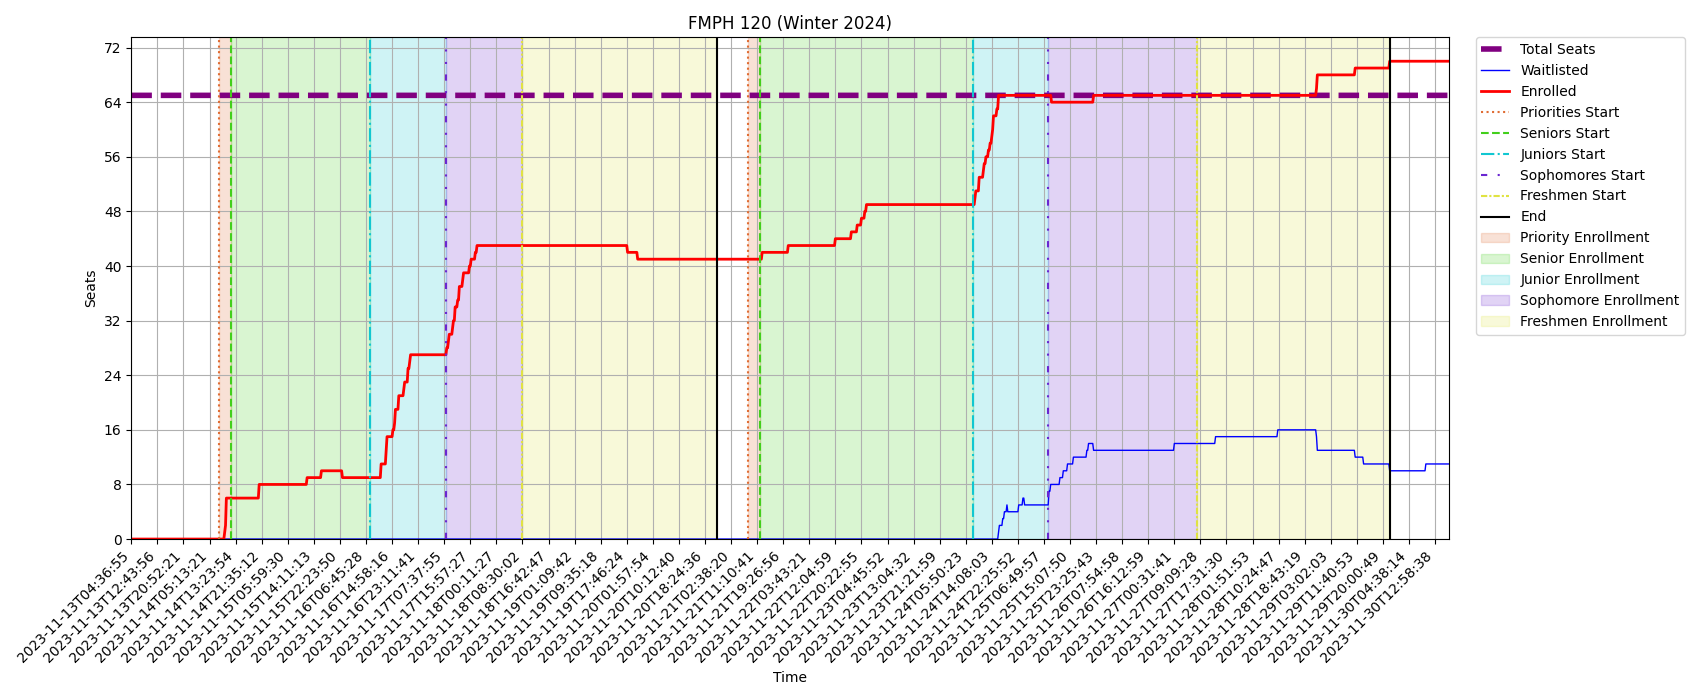 FMPH 120 (Winter 2024)
72
64
56
48
40
32
24
16
8
0
Seats
2023-11-13T04:36:55
2023-11-13T12:43:56
2023-11-13T20:52:21
2023-11-14T05:13:21
2023-11-14T13:23:54
2023-11-14T21:35:12
2023-11-15T05:59:30
2023-11-15T14:11:13
2023-11-15T22:23:50
2023-11-16T06:45:28
2023-11-16T14:58:16
2023-11-16T23:11:41
2023-11-17T07:37:55
2023-11-17T15:57:27
2023-11-18T00:11:27
2023-11-18T08:30:02
2023-11-18T16:42:47
2023-11-19T01:09:42
2023-11-19T09:35:18
2023-11-19T17:46:24
2023-11-20T01:57:54
2023-11-20T10:12:40
2023-11-20T18:24:36
2023-11-21T02:38:20
2023-11-21T11:10:41
2023-11-21T19:26:56
2023-11-22T03:43:21
2023-11-22T12:04:59
2023-11-22T20:22:55
2023-11-23T04:45:52
2023-11-23T13:04:32
2023-11-23T21:21:59
2023-11-24T05:50:23
2023-11-24T14:08:03
2023-11-24T22:25:52
2023-11-25T06:49:57
2023-11-25T15:07:50
2023-11-25T23:25:43
2023-11-26T07:54:58
2023-11-26T16:12:59
2023-11-27T00:31:41
2023-11-27T09:09:28
2023-11-27T17:31:30
2023-11-28T01:51:53
2023-11-28T10:24:47
2023-11-28T18:43:19
2023-11-29T03:02:03
2023-11-29T11:40:53
2023-11-29T20:00:49
2023-11-30T04:38:14
2023-11-30T12:58:38
Time
Total Seats
Waitlisted
Enrolled
Priorities Start
Seniors Start
Juniors Start
Sophomores Start
Freshmen Start
End
Priority Enrollment
Senior Enrollment
Junior Enrollment
Sophomore Enrollment
Freshmen Enrollment